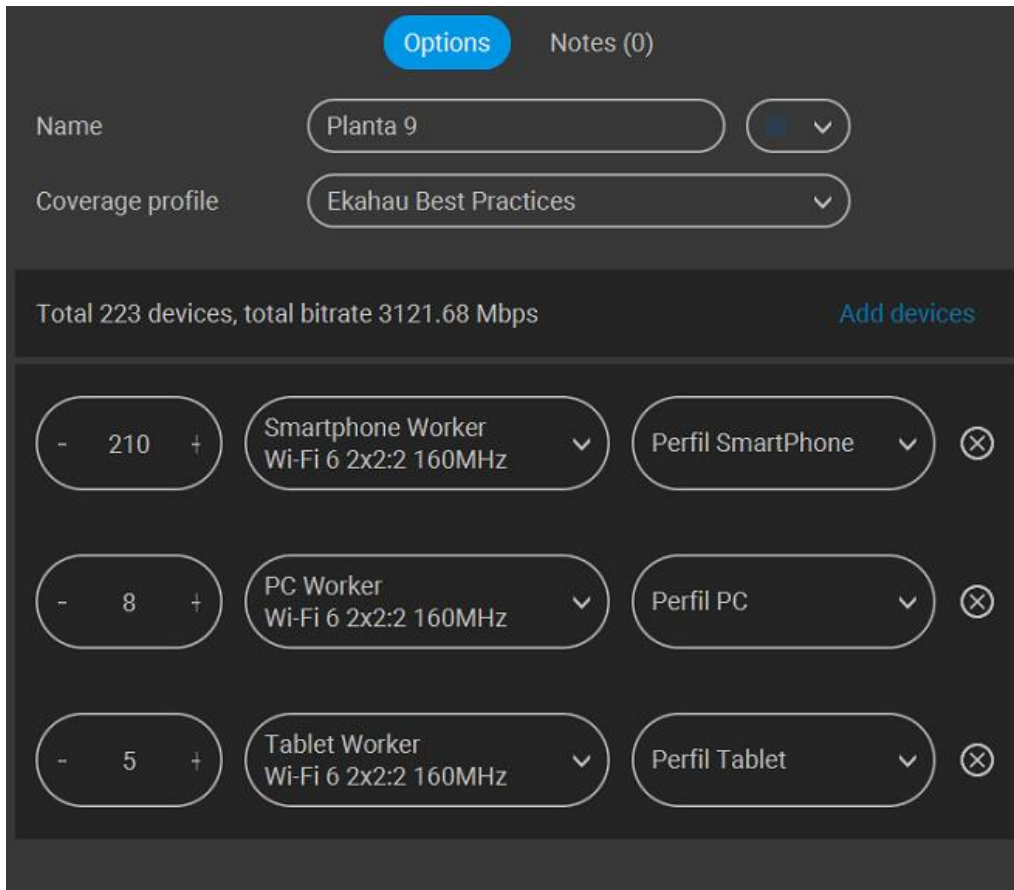 Options Notes (0)
Name Planta 9
Coverage profile Ekahau Best Practices
Total 223 devices, total bitrate 3121.68 Mbps Add devices
- 210 + Smartphone Worker
Wi-Fi 6 2x2:2 160MHz Perfil SmartPhone
- 8 + PC Worker
Wi-Fi 6 2x2:2 160MHz Perfil PC
- 5 + Tablet Worker
Wi-Fi 6 2x2:2 160MHz Perfil Tablet